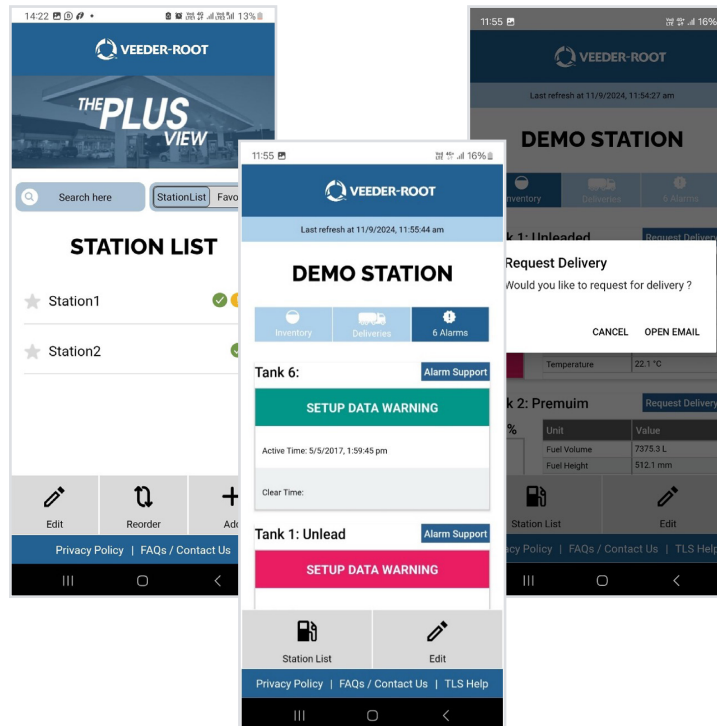 14:22
13%
VEEDER-ROOT
THE PLUS
VIEW
Search here
StationList Favo
STATION LIST
Station1
Station2
Edit Reorder Add
Privacy Policy | FAQs / Contact Us
11:55
16%
VEEDER-ROOT
Last refresh at 11/9/2024, 11:55:44 am
DEMO STATION
Inventory Deliveries 6 Alarms
Tank 6: Alarm Support
SETUP DATA WARNING
Active Time: 5/5/2017, 1:59:45 pm
Clear Time:
Tank 1: Unlead Alarm Support
SETUP DATA WARNING
Station List Edit
Privacy Policy | FAQs / Contact Us | TLS Help
11:55
16%
VEEDER-ROOT
Last refresh at 11/9/2024, 11:54:27 am
DEMO STATION
nventory Deliveries 6 Alarms
k 1: Unleaded Request Delivery
Request Delivery
Would you like to request for delivery ?
CANCEL OPEN EMAIL
Temperature 22.1 °C
k 2: Premuim Request Delivery
% Unit Value
Fuel Volume 7375.3 L
Fuel Height 512.1 mm
Station List Edit
acy Policy | FAQs / Contact Us | TLS Help